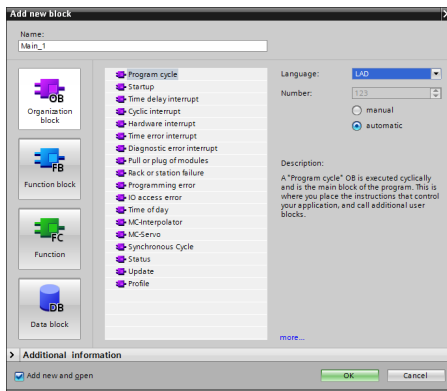 Add new block
Name:
Main_1
OB
Organization
block
FB
Function block
FC
Function
DB
Data block
Program cycle
Startup
Time delay interrupt
Cyclic interrupt
Hardware interrupt
Time error interrupt
Diagnostic error interrupt
Pull or plug of modules
Rack or station failure
Programming error
IO access error
Time of day
MC-Interpolator
MC-Servo
Synchronous Cycle
Status
Update
Profile
Language: LAD
Number: 123
manual
automatic
Description:
A "Program cycle" OB is executed cyclically
and is the main block of the program. This is
where you place the instructions that control
your application, and call additional user
blocks.
more...
> Additional information
Add new and open
OK Cancel